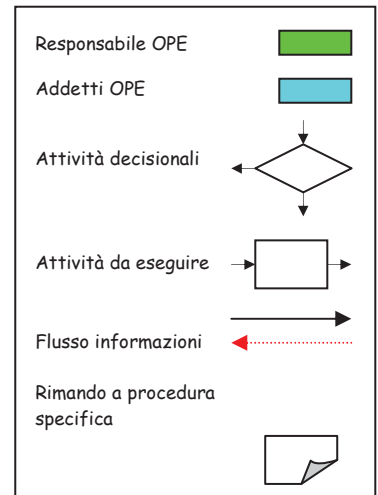 Responsabile OPE
Addetti OPE
Attività decisionali
Attività da eseguire
Flusso informazioni
Rimando a procedura
specifica